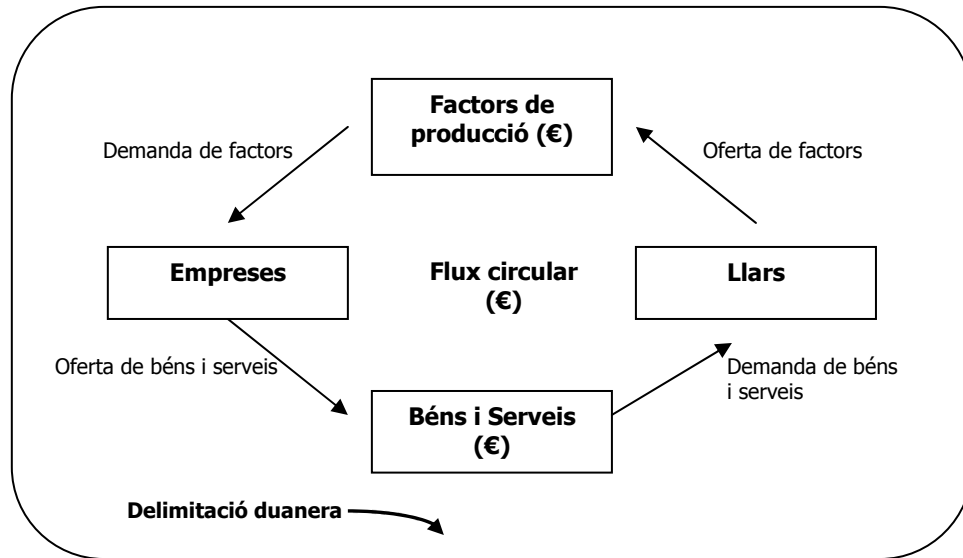 Factors de
producció (€)
Demanda de factors
Oferta de factors
Empreses
Flux circular
(€)
Llars
Oferta de béns i serveis
Demanda de béns
i serveis
Béns i Serveis
(€)
Delimitació duanera